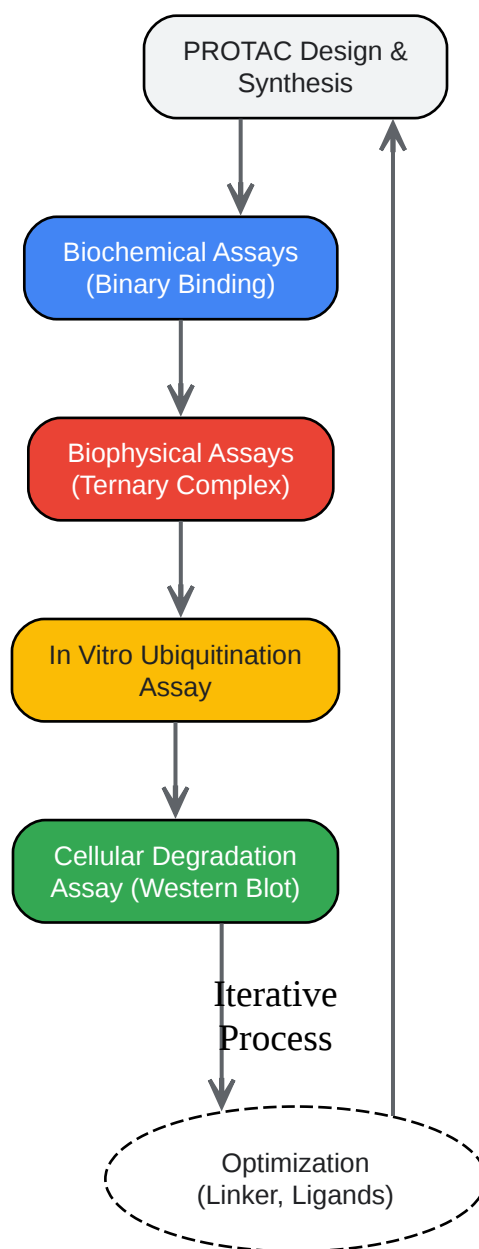 PROTAC Design &
Synthesis
Biochemical Assays
(Binary Binding)
Biophysical Assays
(Ternary Complex)
In Vitro Ubiquitination
Assay
Cellular Degradation
Assay (Western Blot)
Iterative
Process
Optimization
(Linker, Ligands)